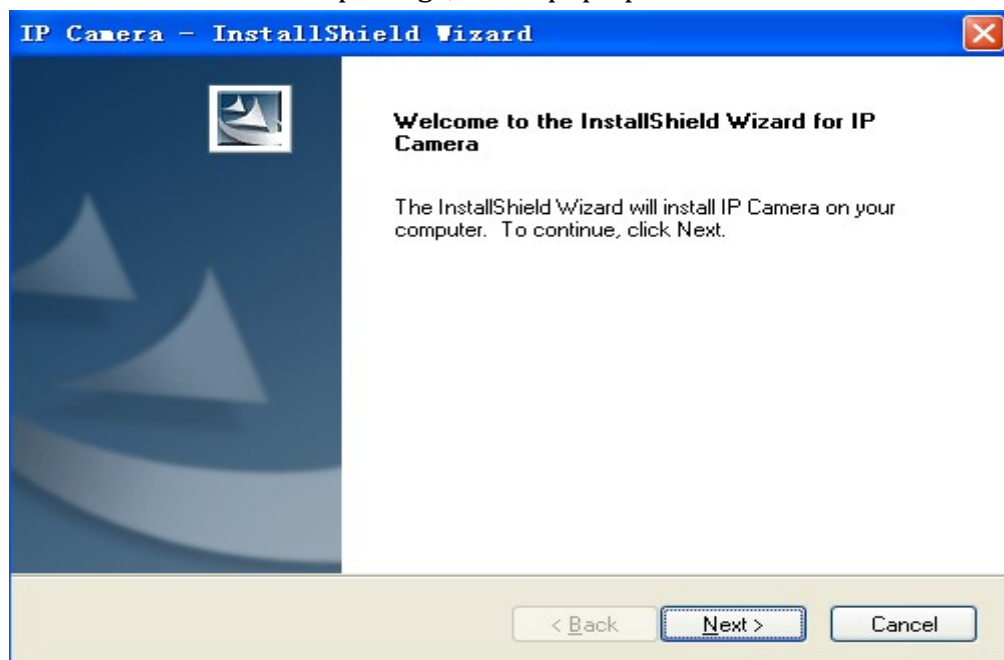 IP Camera - InstallShield Wizard
Welcome to the InstallShield Wizard for IP
Camera
The InstallShield Wizard will install IP Camera on your
computer. To continue, click Next.
< Back Next > Cancel